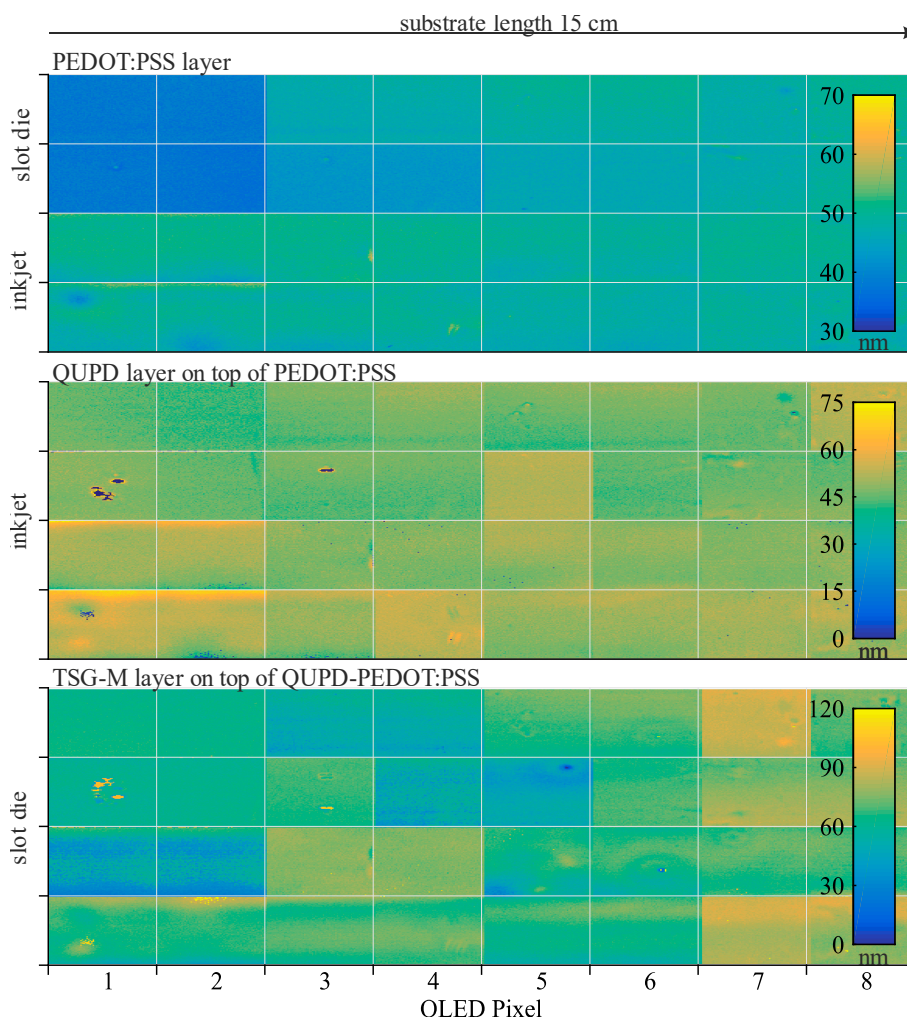 substrate length 15 cm
PEDOT:PSS layer
slot die
inkjet
70
60
50
40
30
nm
QUPD layer on top of PEDOT:PSS
inkjet
75
60
45
30
15
0
nm
TSG-M layer on top of QUPD-PEDOT:PSS
slot die
120
90
60
30
0
nm
1 2 3 4 5 6 7 8
OLED Pixel